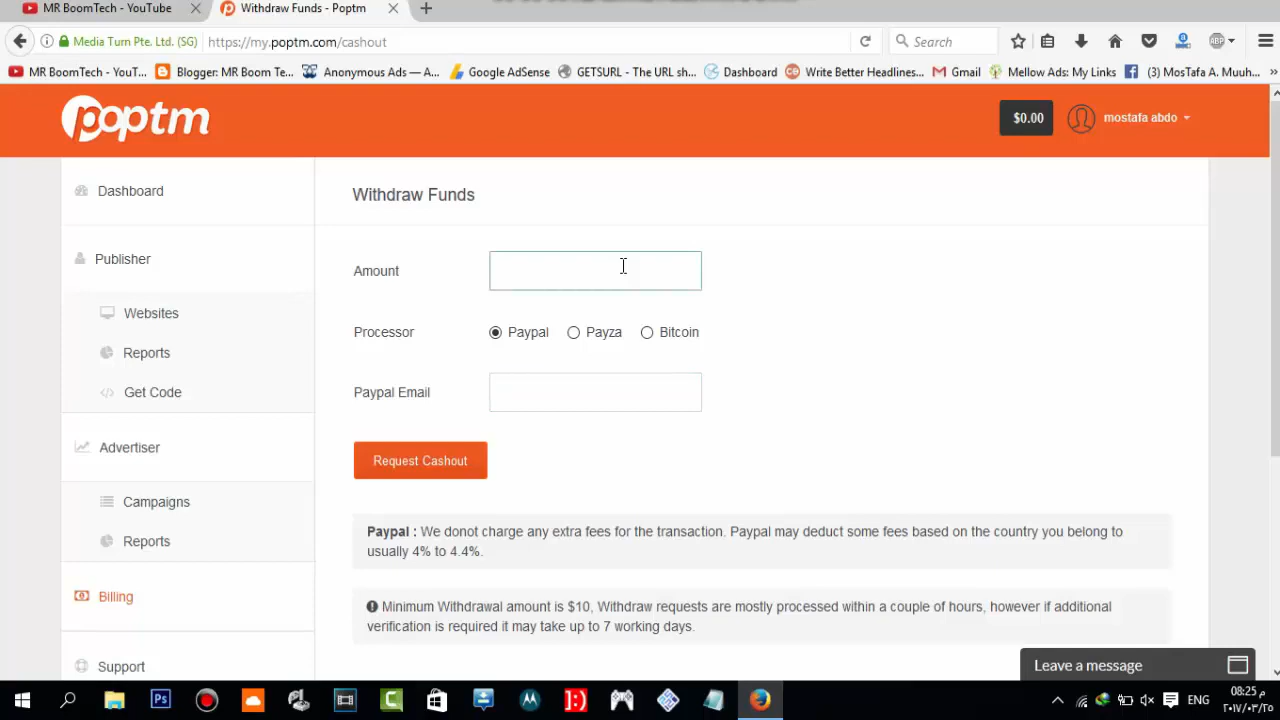 MR BoomTech - YouTube
Withdraw Funds - Poptm
Media Turn Pte. Ltd. (SG)
https://my.poptm.com/cashout
Search
ABP
MR BoomTech - YouT...
Blogger: MR Boom Te...
Anonymous Ads — A...
Google AdSense
GETSURL - The URL sh...
Dashboard
Write Better Headlines...
Gmail
Mellow Ads: My Links
(3) MosTafa A. Muuh...
poptm
$0.00
mostafa abdo
Dashboard
Publisher
Websites
Reports
Get Code
Advertiser
Campaigns
Reports
Billing
Support
Withdraw Funds
Amount
Processor
Paypal
Payza
Bitcoin
Paypal Email
Request Cashout
Paypal : We donot charge any extra fees for the transaction. Paypal may deduct some fees based on the country you belong to
usually 4% to 4.4%.
Minimum Withdrawal amount is $10, Withdraw requests are mostly processed within a couple of hours, however if additional
verification is required it may take up to 7 working days.
Leave a message
Ps
ENG
08:25 م
٢٠١٧/٠٣/٢٥